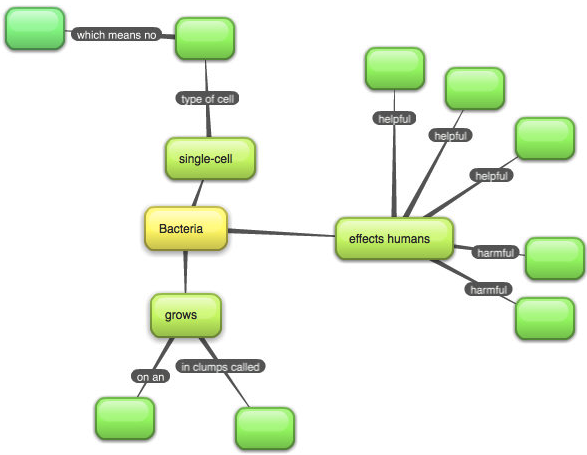 which means no
type of cell
single-cell
Bacteria
effects humans
helpful
helpful
helpful
harmful
harmful
grows
on an
in clumps called